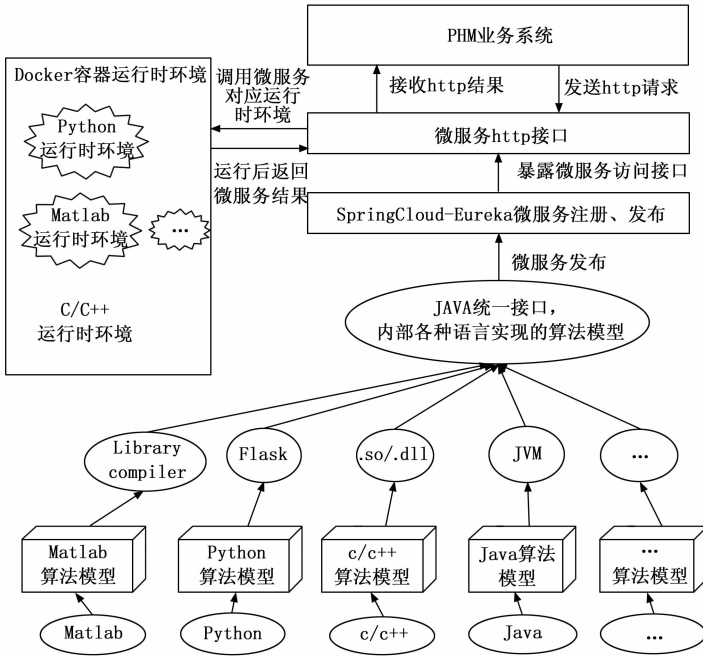 PHM业务系统
接收http结果
发送http请求
Docker容器运行时环境
调用微服务
对应运行
时环境
Python
运行时环境
微服务http接口
运行后返回
微服务结果
暴露微服务访问接口
Matlab
运行时环境
...
SpringCloud-Eureka微服务注册、发布
微服务发布
C/C++
运行时环境
JAVA统一接口，
内部各种语言实现的算法模型
Library
compiler
Flask
.so/.dll
JVM
...
Matlab
算法模型
Python
算法模型
c/c++
算法模型
Java算法
模型
...
算法模型
Matlab
Python
c/c++
Java
...